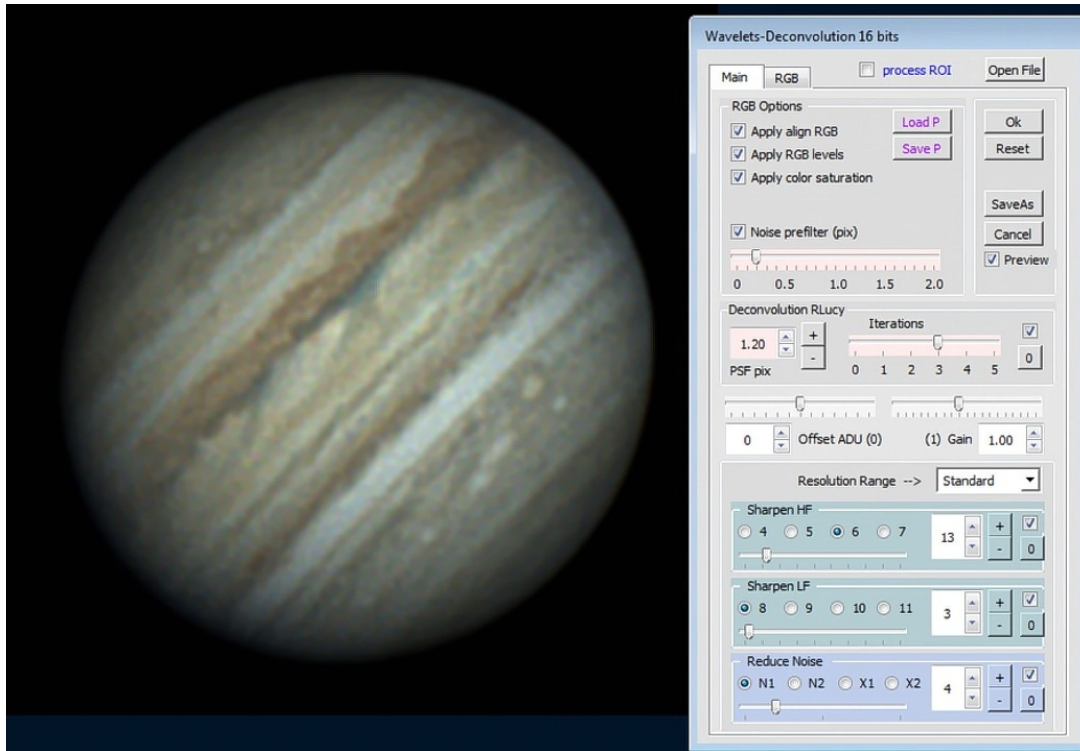 Wavelets-Deconvolution 16 bits
Main RGB process ROI Open File
RGB Options
Apply align RGB Load P Ok
Apply RGB levels Save P Reset
Apply color saturation
SaveAs
Noise prefilter (pix) Cancel
Preview
0 0.5 1.0 1.5 2.0
Deconvolution RLucy
Iterations
1.20 + -
PSF pix 0 1 2 3 4 5 0
0 Offset ADU (0) (1) Gain 1.00
Resolution Range --> Standard
Sharpen HF
4 5 6 7 13 + - 0
Sharpen LF
8 9 10 11 3 + - 0
Reduce Noise
N1 N2 X1 X2 4 + - 0